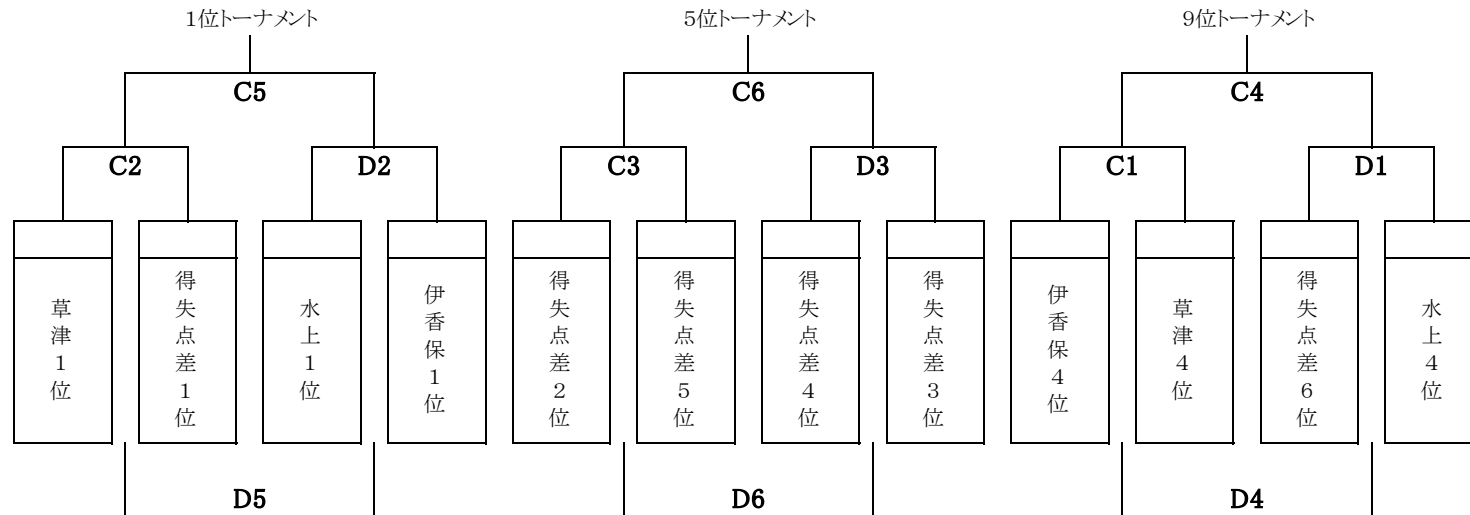 1位トーナメント
5位トーナメント
9位トーナメント
C5
C6
C4
C2
D2
C3
D3
C1
D1
草津1位
得失点差1位
水上1位
伊香保1位
得失点差2位
得失点差5位
得失点差4位
得失点差3位
伊香保4位
草津4位
得失点差6位
水上4位
D5
D6
D4